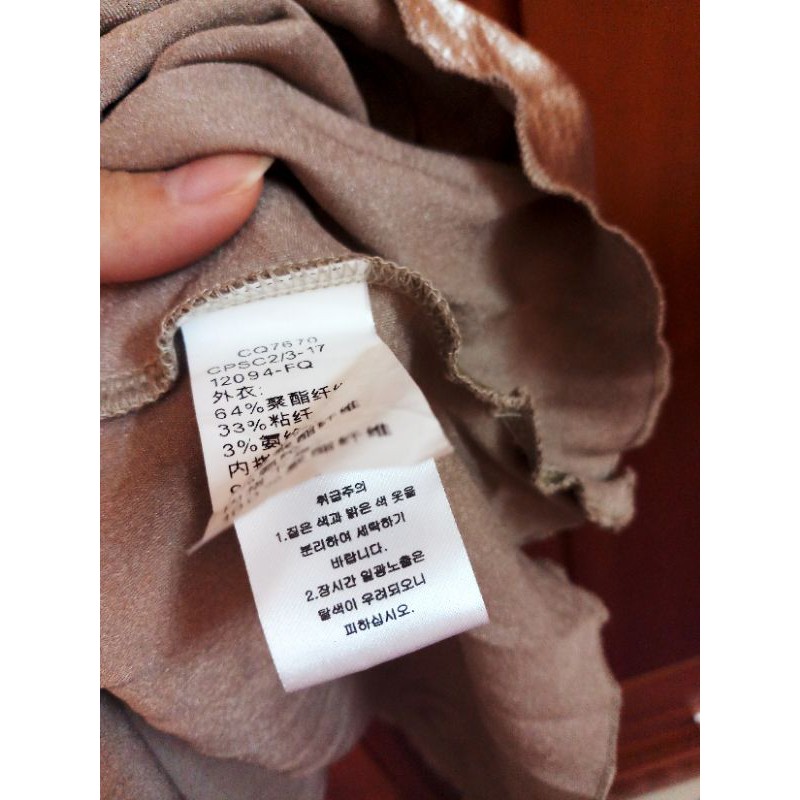 CQ7670
CPSC2/3-17
12094-FQ
外衣:
64%聚酯纤
33%粘纤
3%氨
内
취급주의
1.짙은 색과 밝은 색 옷을
분리하여 세탁하기
바랍니다.
2.장시간 일광노출은
탈색이 우려되오니
피하십시오.